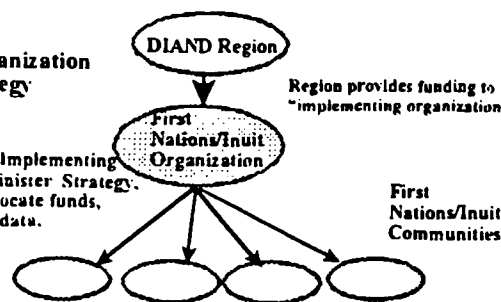 DIAND Region
anization
egy
Region provides funding to
"implementing organization
First
Nations/Inuit
Organization
Implementing
inister Strategy,
ocate funds,
data.
First
Nations/Inuit
Communities